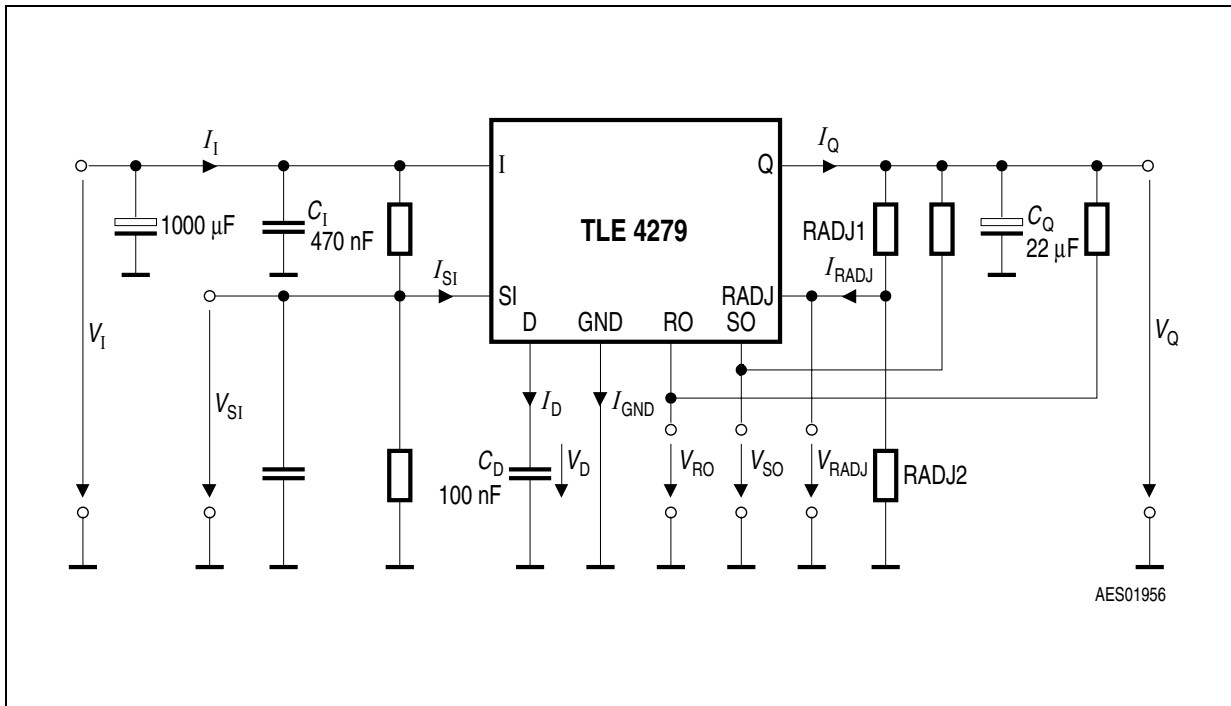 I_I
I_Q
I
Q
1000 µF
C_I
470 nF
TLE 4279
RADJ1
C_Q
22 µF
I_SI
I_RADJ
SI
RADJ
D
GND
RO
SO
V_I
V_Q
V_SI
I_D
I_GND
C_D
100 nF
V_D
V_RO
V_SO
V_RADJ
RADJ2
AES01956